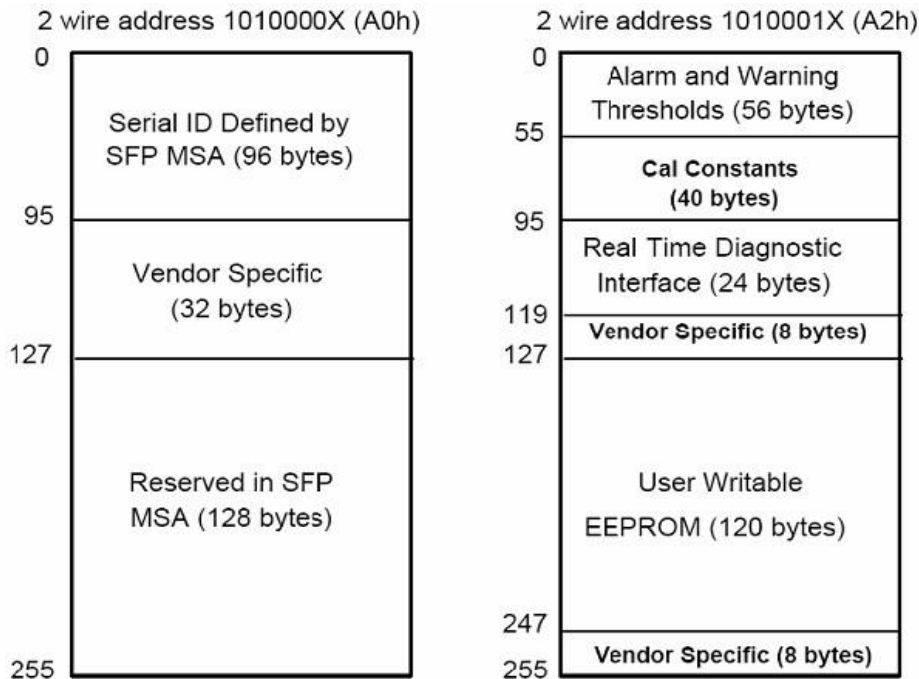 2 wire address 1010000X (A0h)
0
Serial ID Defined by
SFP MSA (96 bytes)
95
Vendor Specific
(32 bytes)
127
Reserved in SFP
MSA (128 bytes)
255
2 wire address 1010001X (A2h)
0
Alarm and Warning
Thresholds (56 bytes)
55
Cal Constants
(40 bytes)
95
Real Time Diagnostic
Interface (24 bytes)
119
Vendor Specific (8 bytes)
127
User Writable
EEPROM (120 bytes)
247
Vendor Specific (8 bytes)
255